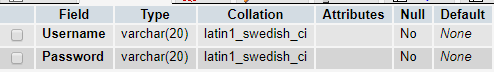 Field Type Collation Attributes Null Default
Username varchar(20) latin1_swedish_ci No None
Password varchar(20) latin1_swedish_ci No None